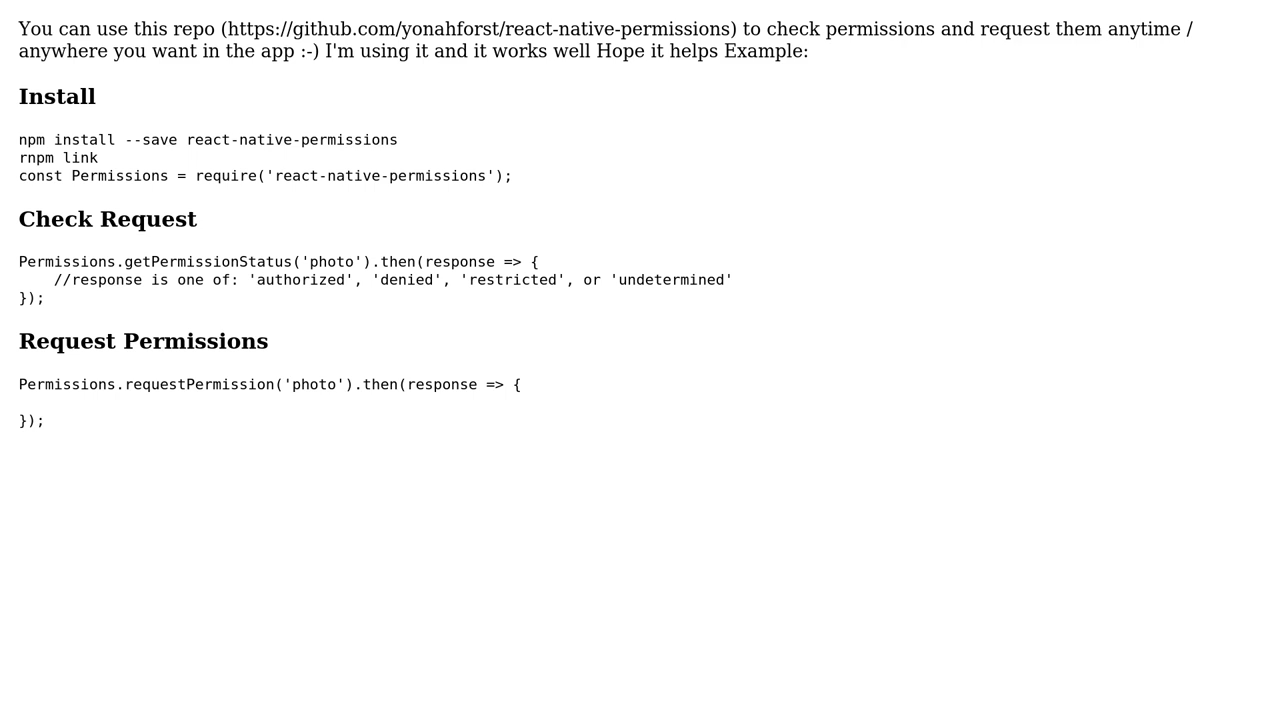 You can use this repo (https://github.com/yonahforst/react-native-permissions) to check permissions and request them anytime /
anywhere you want in the app :-) I'm using it and it works well Hope it helps Example:
Install
npm install --save react-native-permissions
rnpm link
const Permissions = require('react-native-permissions');
Check Request
Permissions.getPermissionStatus('photo').then(response => {
    //response is one of: 'authorized', 'denied', 'restricted', or 'undetermined'
});
Request Permissions
Permissions.requestPermission('photo').then(response => {
});